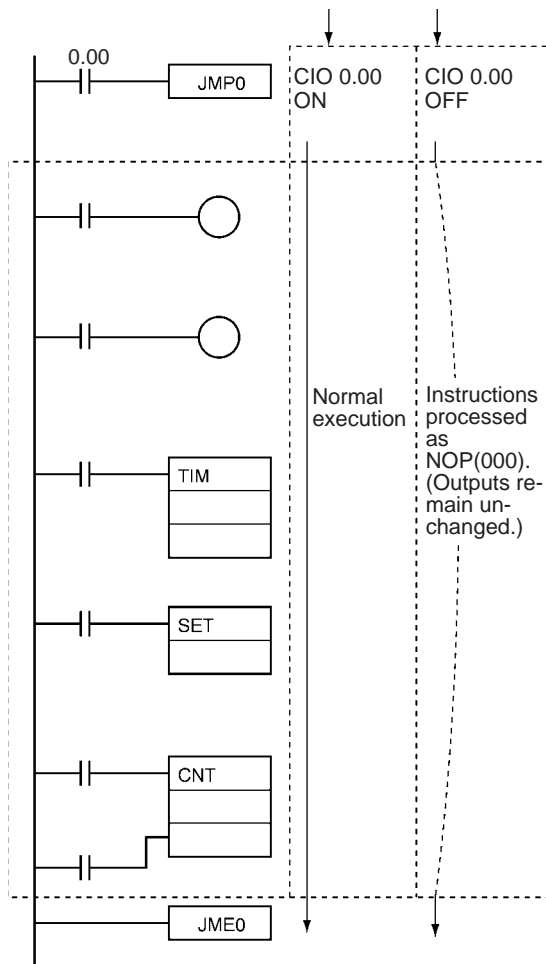 0.00
JMP0
CIO 0.00
ON
CIO 0.00
OFF
Normal
execution
Instructions
processed
as
NOP(000).
(Outputs re-
main un-
changed.)
TIM
SET
CNT
JME0